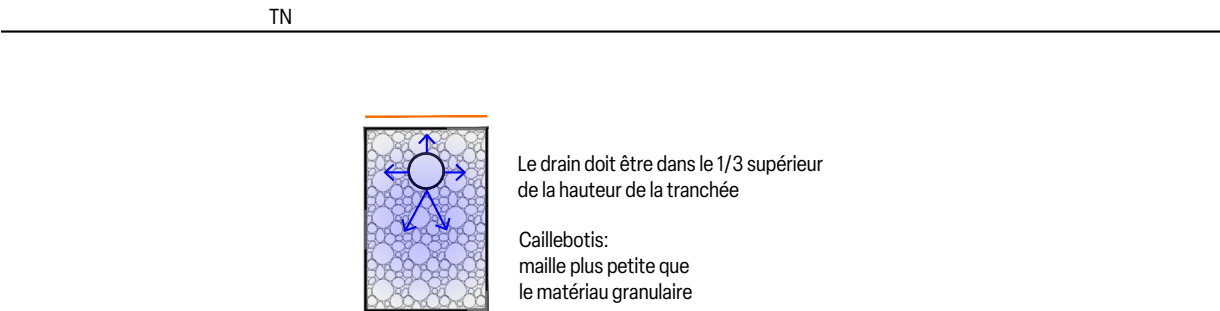 TN
Le drain doit être dans le 1/3 supérieur
de la hauteur de la tranchée
Caillebotis:
maille plus petite que
le matériau granulaire